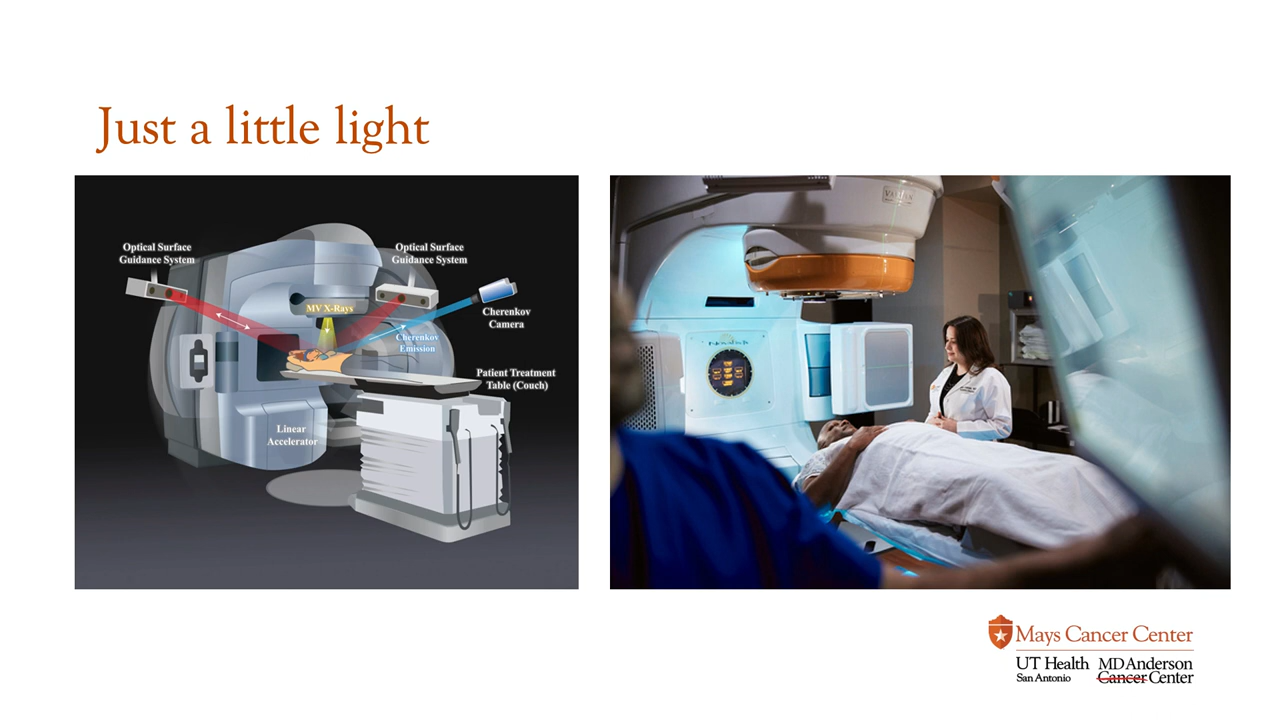 Just a little light
Optical Surface
Guidance System
Optical Surface
Guidance System
MV X-Rays
Cherenkov
Camera
Cherenkov
Emission
Patient Treatment
Table (Couch)
Linear
Accelerator
VARIAN
Mays Cancer Center
UT Health
San Antonio
MD Anderson
Cancer Center